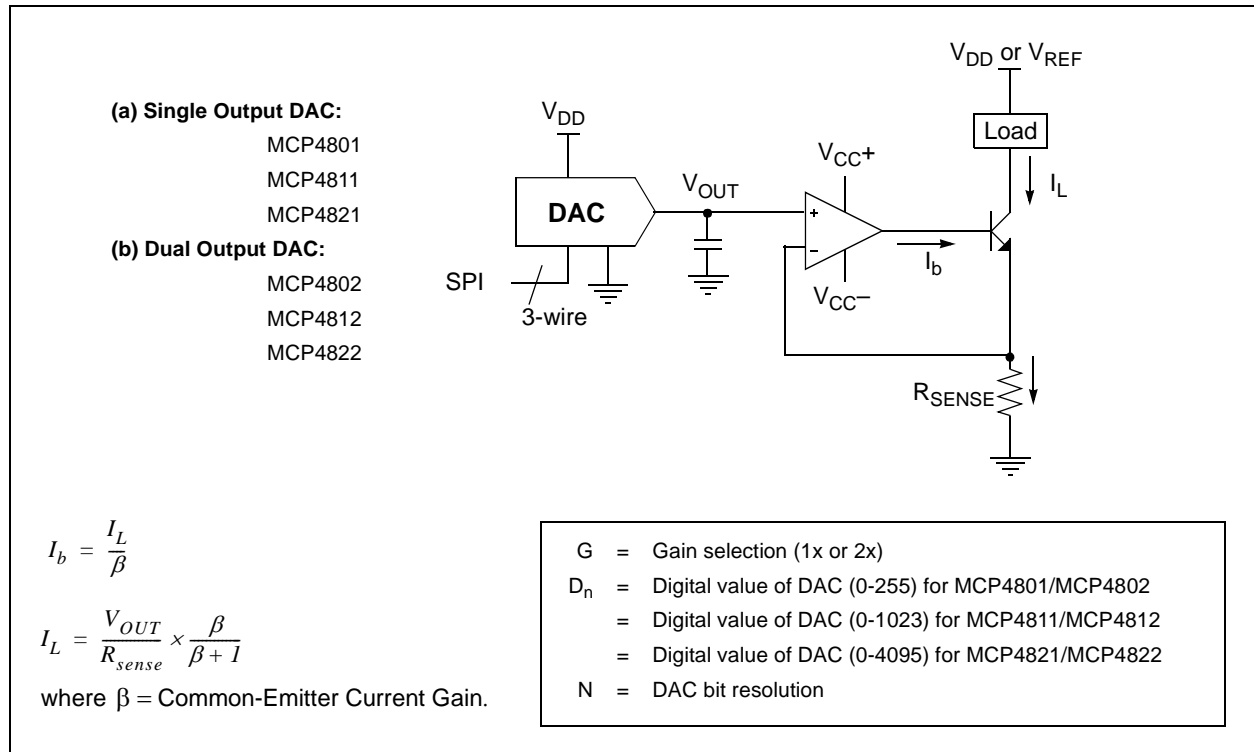 (a) Single Output DAC:
MCP4801
MCP4811
MCP4821
(b) Dual Output DAC:
MCP4802
MCP4812
MCP4822
V_DD
DAC
SPI
3-wire
V_OUT
V_CC+
+
–
V_CC–
I_b
V_DD or V_REF
Load
I_L
R_SENSE
I_b = I_L / β
I_L = V_OUT / R_sense × β / β + 1
where β = Common-Emitter Current Gain.
G = Gain selection (1x or 2x)
D_n = Digital value of DAC (0-255) for MCP4801/MCP4802
= Digital value of DAC (0-1023) for MCP4811/MCP4812
= Digital value of DAC (0-4095) for MCP4821/MCP4822
N = DAC bit resolution